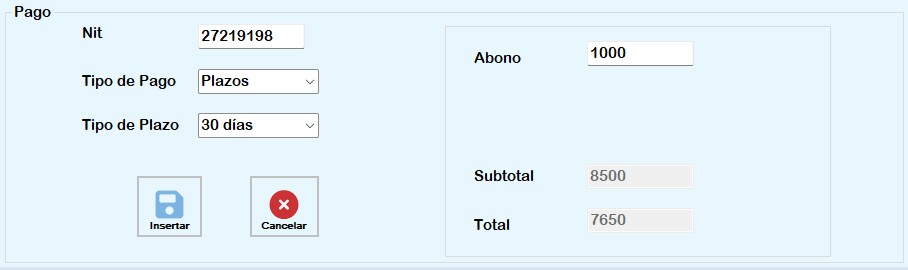 Pago
Nit 27219198
Tipo de Pago Plazos
Tipo de Plazo 30 días
Insertar Cancelar
Abono 1000
Subtotal 8500
Total 7650